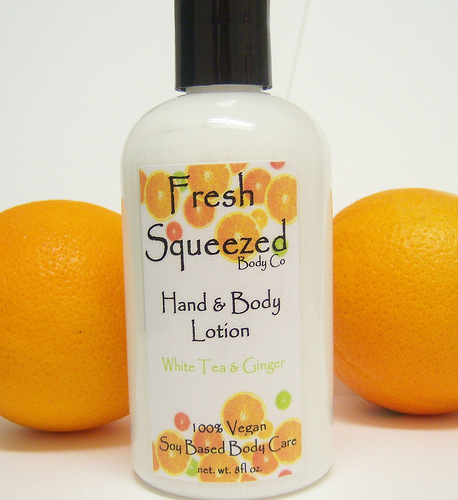 Fresh
Squeezed
Body Co
Hand & Body
Lotion
White Tea & Ginger
100% Vegan
Soy Based Body Care
net. wt. 8fl oz.